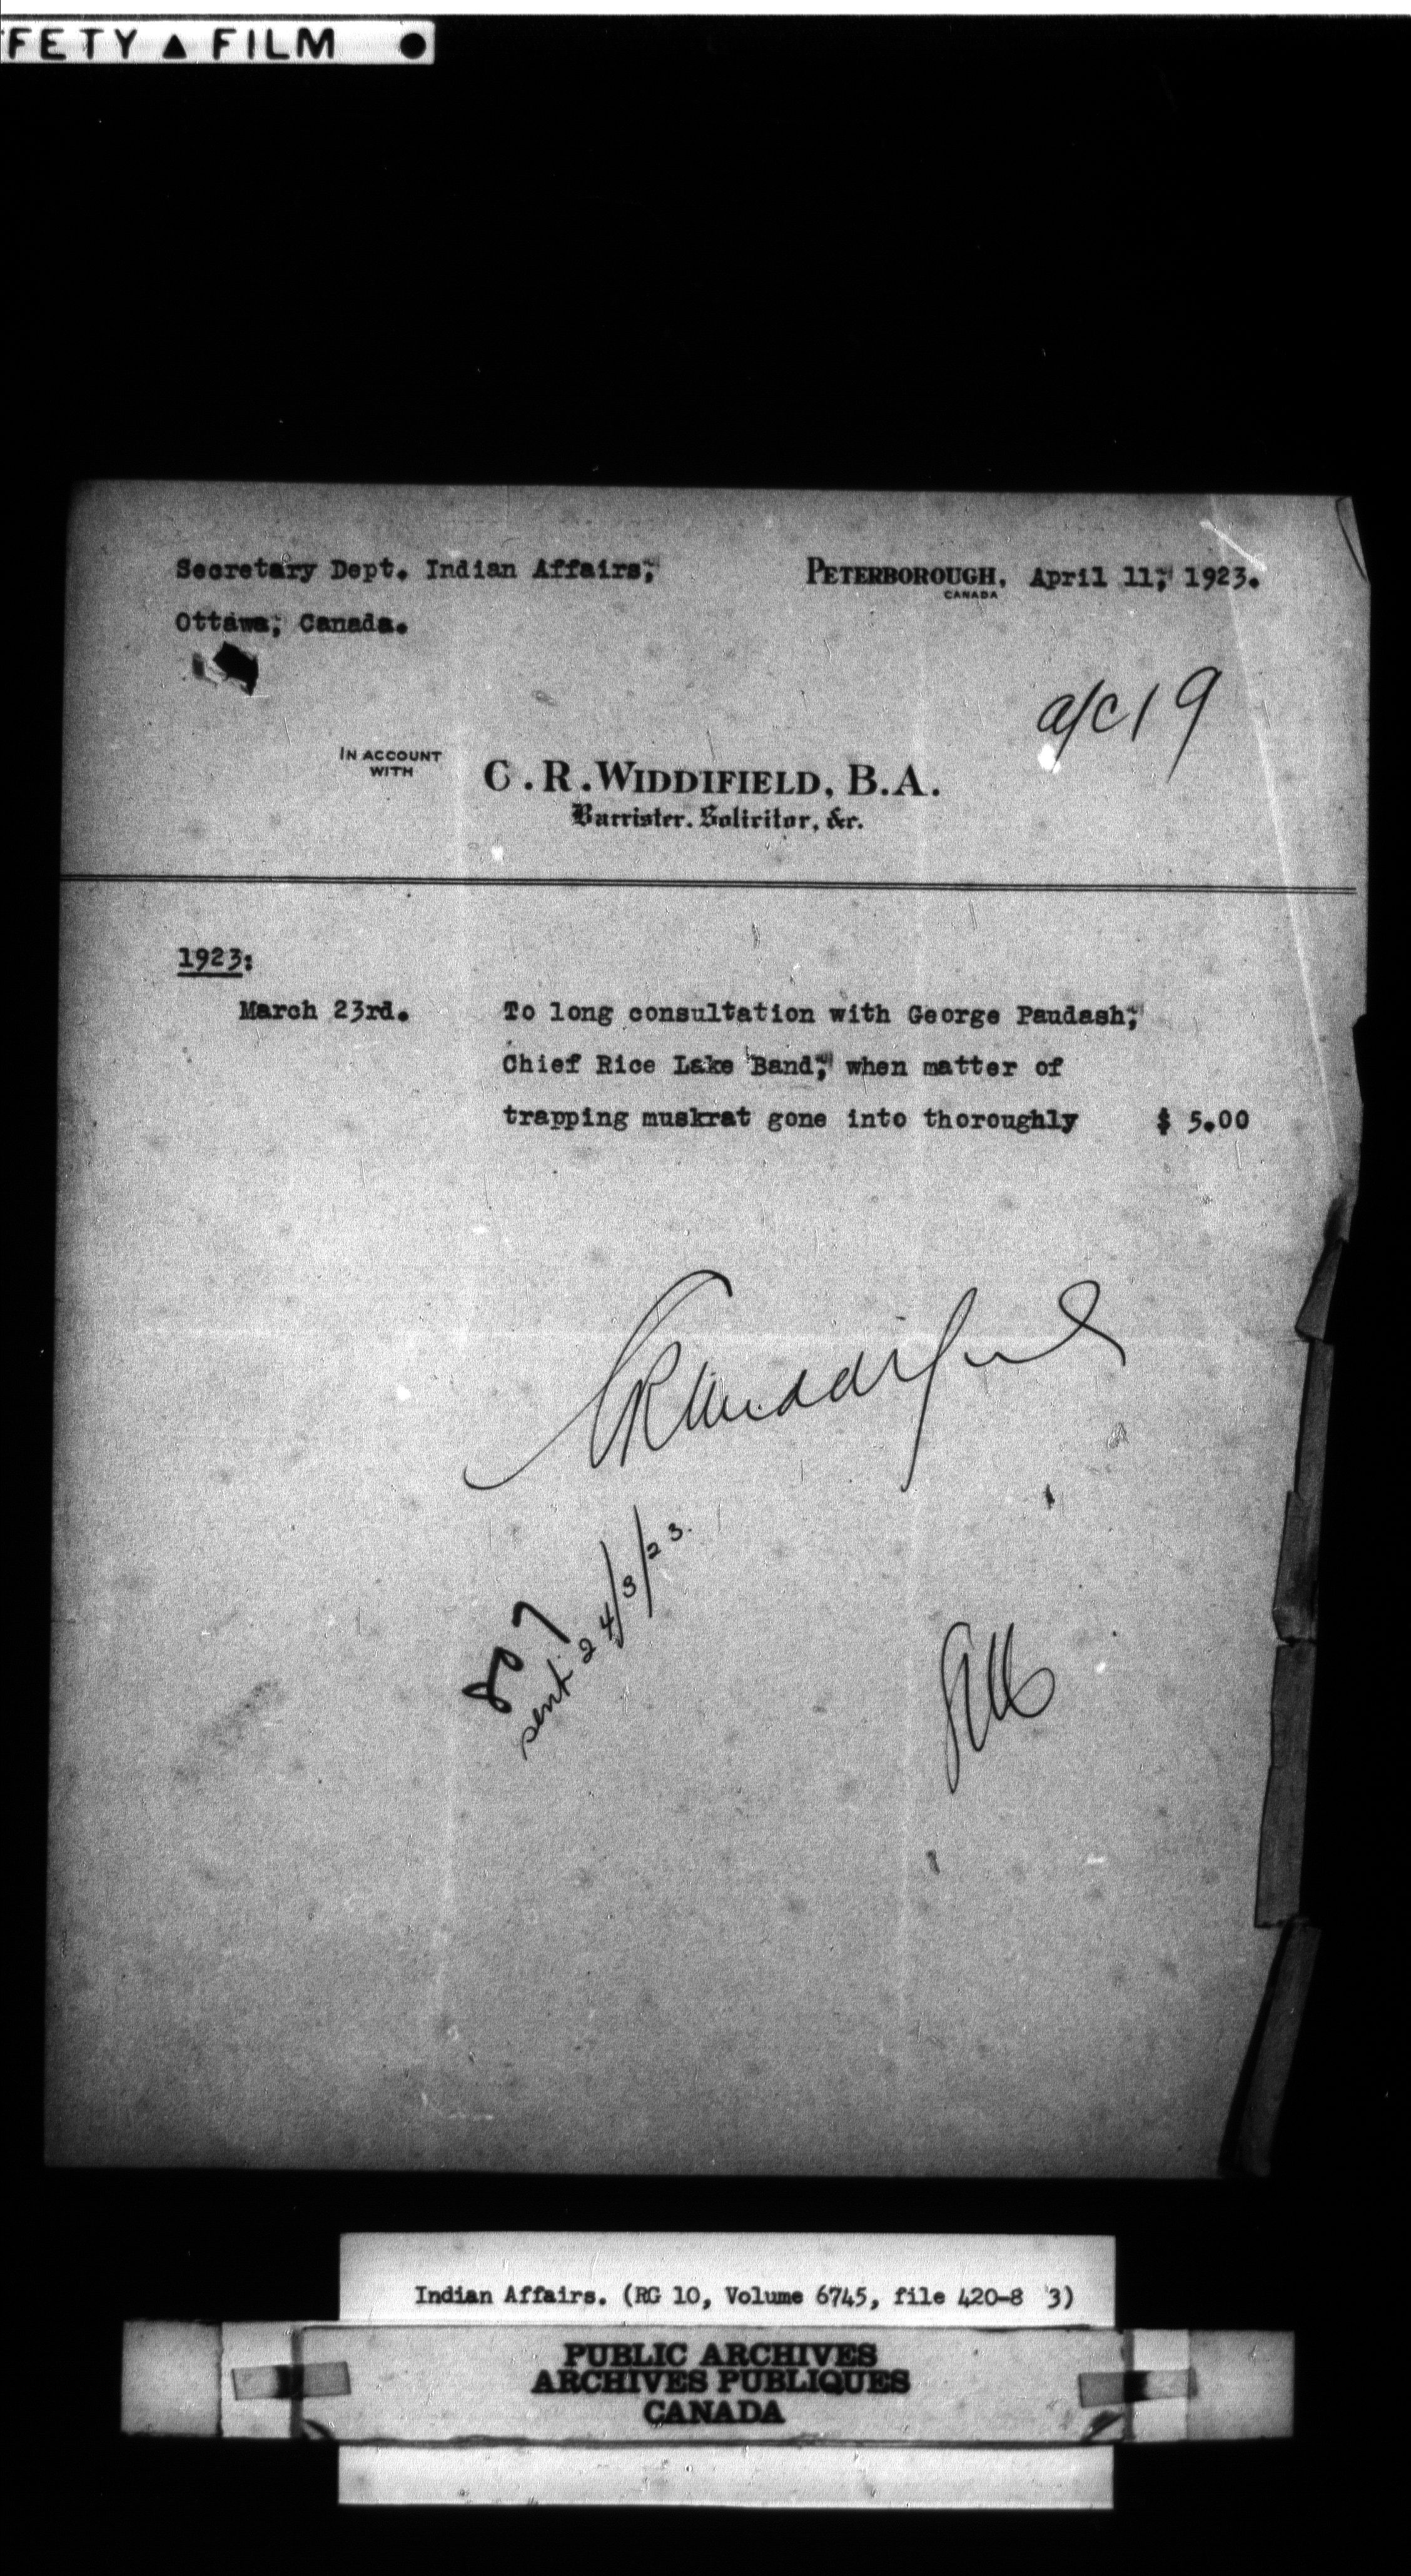 FETY ▲ FILM ●
Secretary Dept. Indian Affairs,
PETERBOROUGH, April 11, 1923.
CANADA
Ottawa, Canada.
a/c 19
IN ACCOUNT
WITH
C.R.WIDDIFIELD, B.A.
Barrister. Solicitor, &c.
1923:
March 23rd. To long consultation with George Paudash,
Chief Rice Lake Band, when matter of
trapping muskrat gone into thoroughly $ 5.00
CRWiddifield
sent 24/3/23.
Indian Affairs. (RG 10, Volume 6745, file 420-8 3)
PUBLIC ARCHIVES
ARCHIVES PUBLIQUES
CANADA